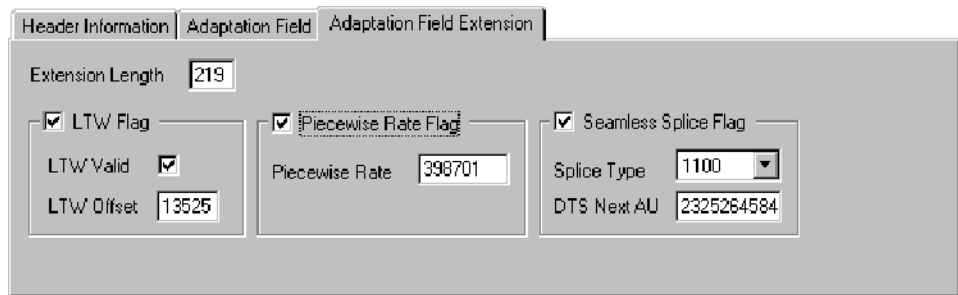 Header Information Adaptation Field Adaptation Field Extension
Extension Length 219
LTW Flag Piecewise Rate Flag Seamless Splice Flag
LTW Valid Piecewise Rate 398701 Splice Type 1100
LTW Offset 13525 DTS Next AU 2325264584